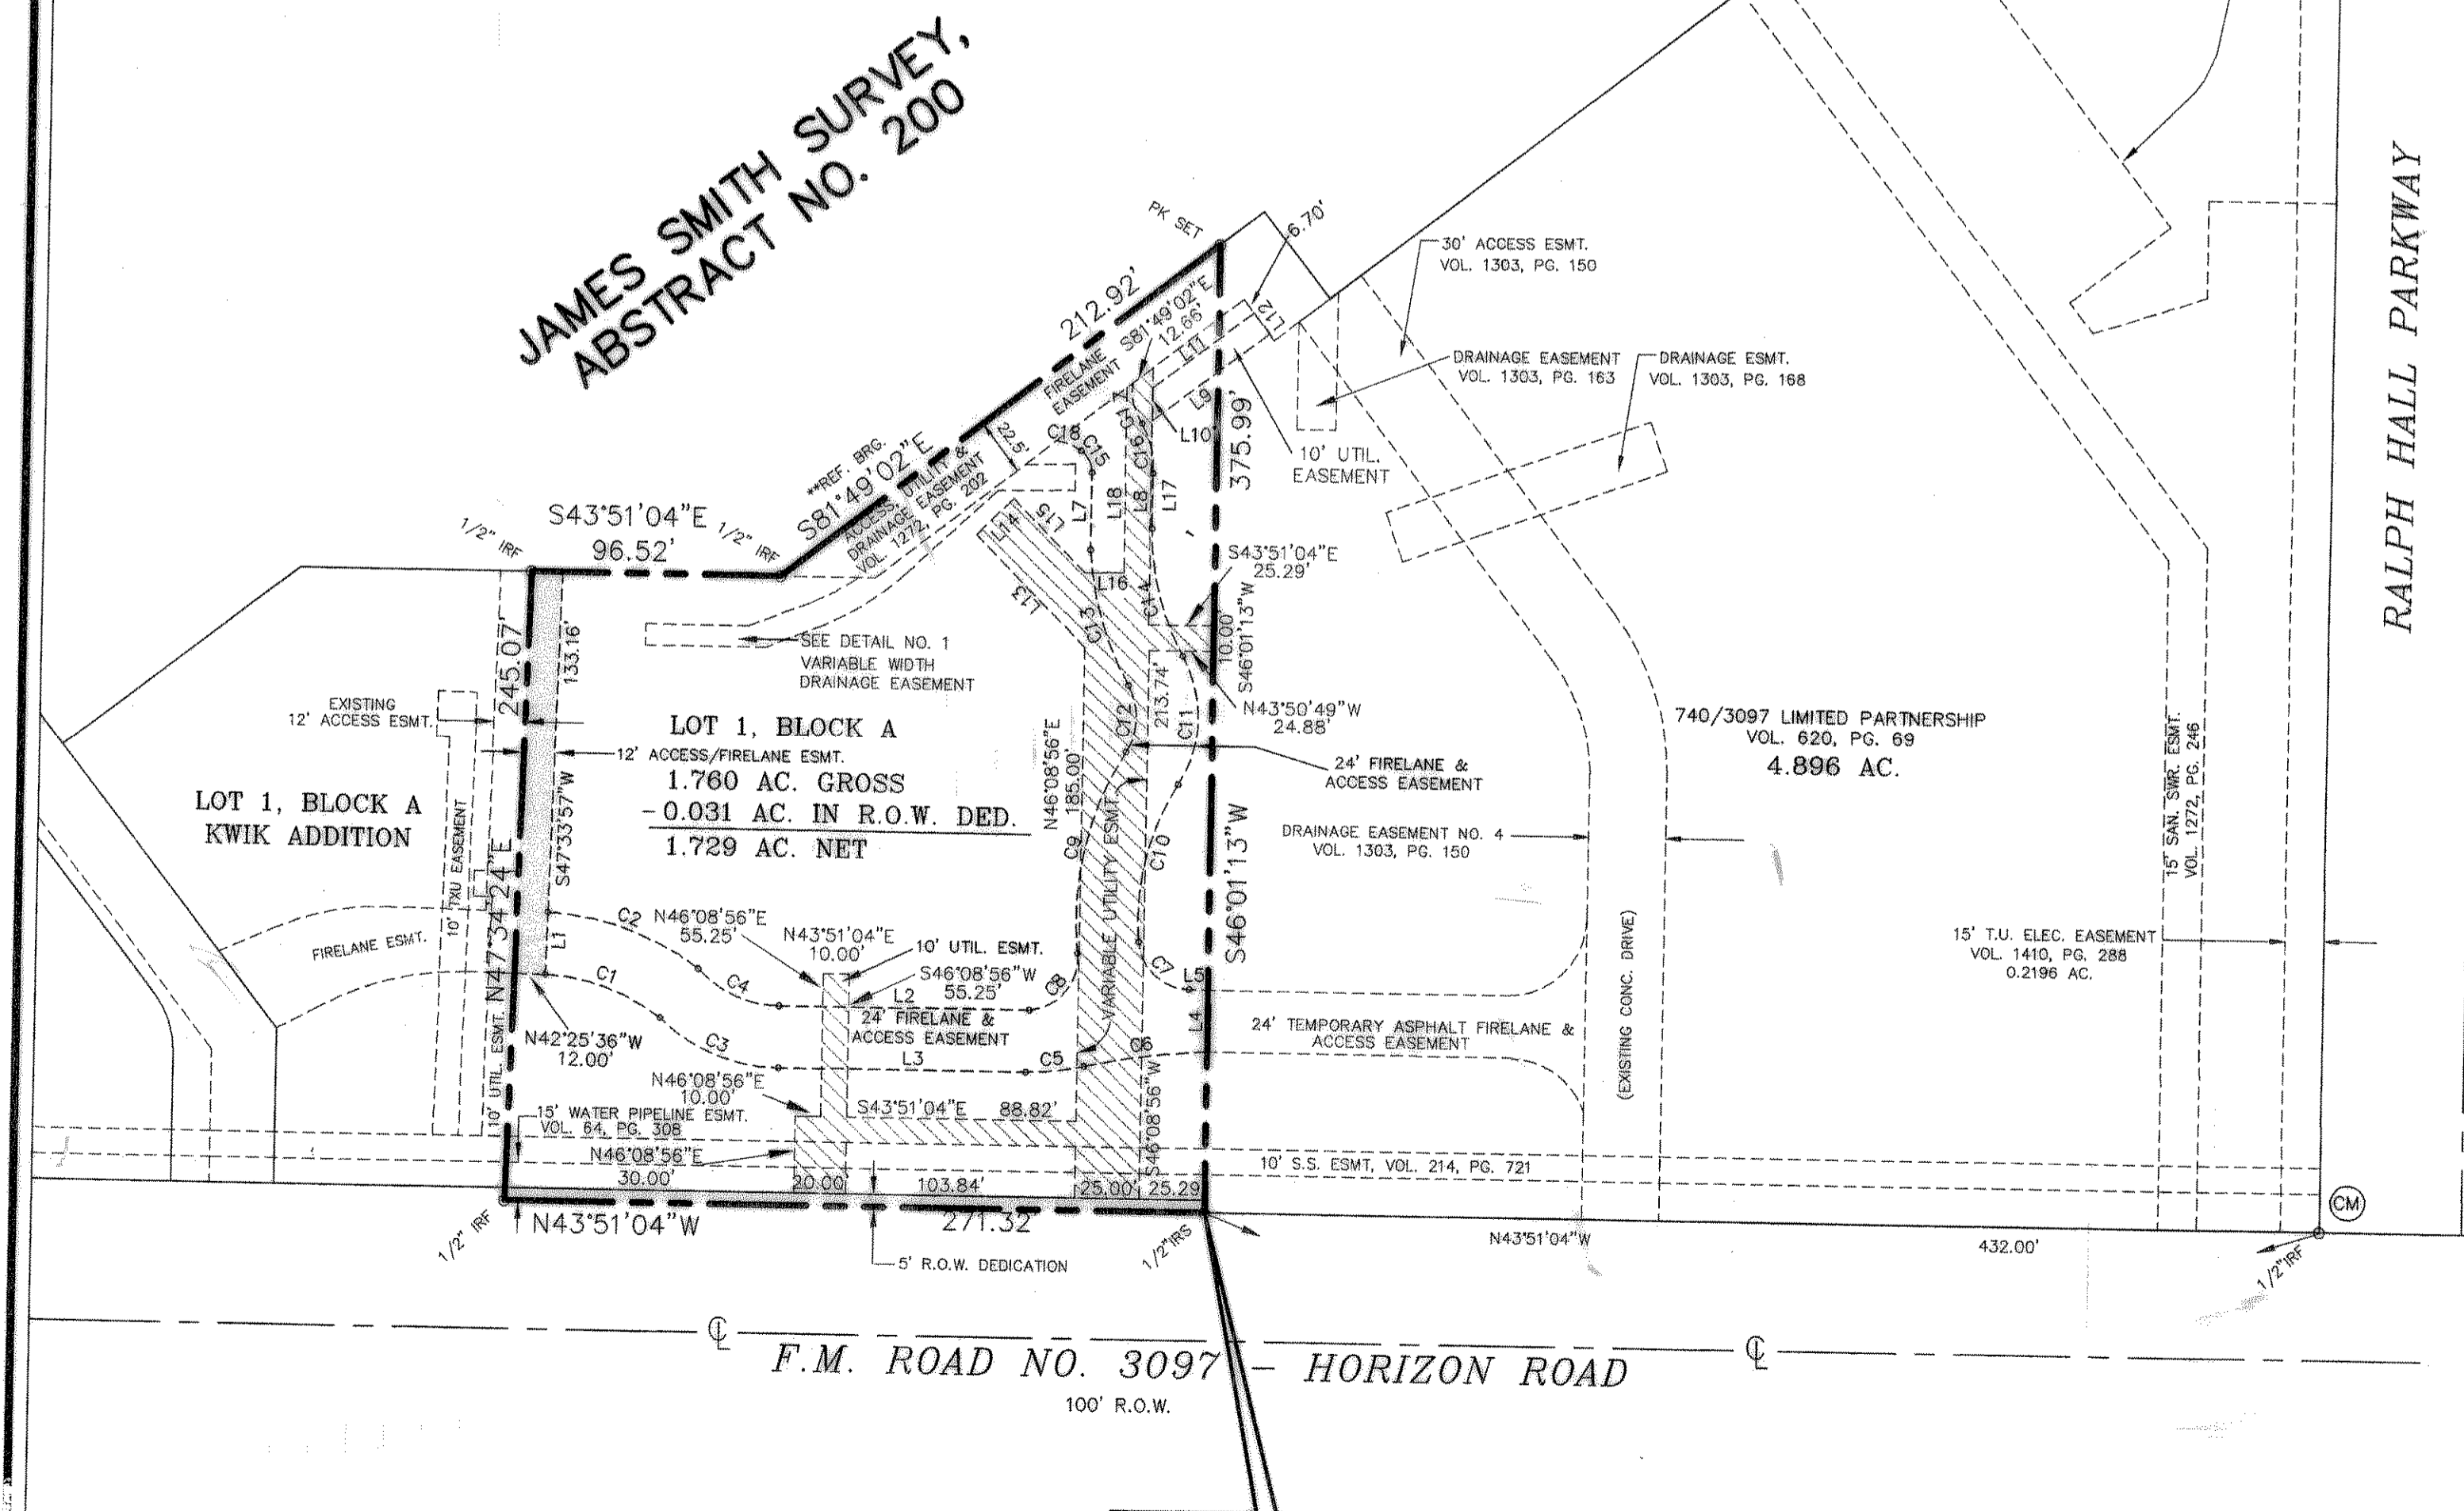 JAMES SMITH SURVEY,
ABSTRACT NO. 200
PK SET
6.70'
212.92'
S81°49'02"E
12.66'
FIRELANE
EASEMENT
L11
L12
L9
L10
30' ACCESS ESMT.
VOL. 1303, PG. 150
DRAINAGE EASEMENT
VOL. 1303, PG. 163
DRAINAGE ESMT.
VOL. 1303, PG. 168
10' UTIL.
EASEMENT
RALPH HALL PARKWAY
**REF. BRG.
S81°49'02"E
ACCESS, UTILITY &
DRAINAGE EASEMENT
VOL. 1272, PG. 202
22.5'
C18
C15
C19
L7
L18
L8
L17
375.99'
S43°51'04"E
96.52'
1/2" IRF
1/2" IRF
L14
L15
L13
L16
C13
C14
S43°51'04"E
25.29'
10.00'
S46°01'13"W
245.07'
133.16'
SEE DETAIL NO. 1
VARIABLE WIDTH
DRAINAGE EASEMENT
EXISTING
12' ACCESS ESMT.
LOT 1, BLOCK A
12' ACCESS/FIRELANE ESMT.
1.760 AC. GROSS
-0.031 AC. IN R.O.W. DED.
1.729 AC. NET
N46°08'56"E
185.00'
213.74'
C12
C11
N43°50'49"W
24.88'
24' FIRELANE &
ACCESS EASEMENT
740/3097 LIMITED PARTNERSHIP
VOL. 620, PG. 69
4.896 AC.
15' SAN. SWR. ESMT.
VOL. 1272, PG. 246
LOT 1, BLOCK A
KWIK ADDITION
10' TXU EASEMENT
S47°33'57"W
N47°34'24"E
C9
C10
VARIABLE UTILITY ESMT.
S46°01'13"W
DRAINAGE EASEMENT NO. 4
VOL. 1303, PG. 150
(EXISTING CONC. DRIVE)
15' T.U. ELEC. EASEMENT
VOL. 1410, PG. 288
0.2196 AC.
FIRELANE ESMT.
L1
C2
C1
C4
C3
N46°08'56"E
55.25'
N43°51'04"E
10.00'
10' UTIL. ESMT.
S46°08'56"W
55.25'
L2
24' FIRELANE &
ACCESS EASEMENT
L3
C8
C7
L5
L4
C5
C6
24' TEMPORARY ASPHALT FIRELANE &
ACCESS EASEMENT
10' UTIL. ESMT.
N42°25'36"W
12.00'
N46°08'56"E
10.00'
15' WATER PIPELINE ESMT.
VOL. 64, PG. 308
S43°51'04"E 88.82'
S46°08'56"W
N46°08'56"E
30.00'
20.00'
103.84'
25.00'
25.29
10' S.S. ESMT, VOL. 214, PG. 721
1/2" IRF
N43°51'04"W
271.32'
1/2"IRS
5' R.O.W. DEDICATION
N43°51'04"W
432.00'
CM
1/2"IRF
F.M. ROAD NO. 3097 - HORIZON ROAD
100' R.O.W.